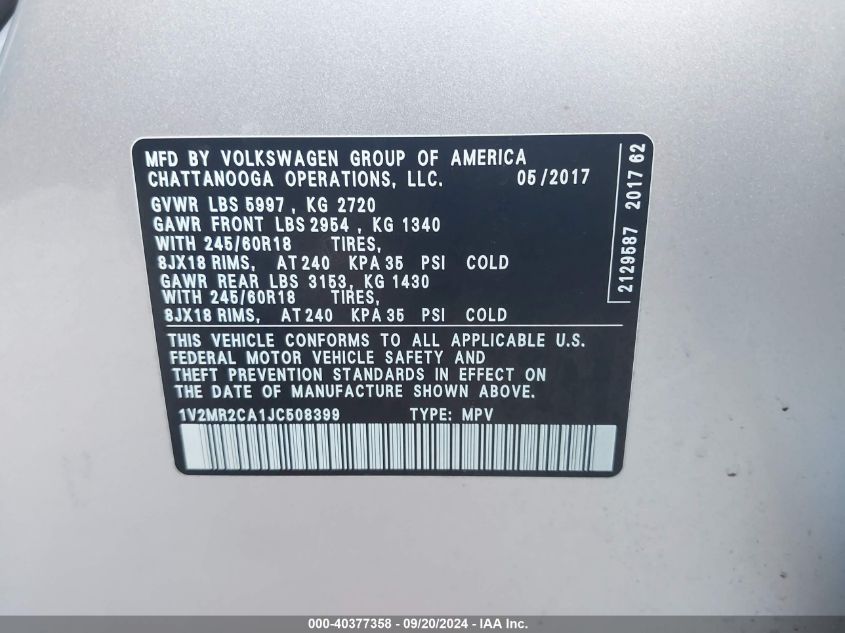 MFD BY VOLKSWAGEN GROUP OF AMERICA
CHATTANOOGA OPERATIONS, LLC. 05/2017
GVWR LBS 5997, KG 2720
GAWR FRONT LBS 2954, KG 1340
WITH 245/60R18 TIRES,
8JX18 RIMS, AT 240 KPA 35 PSI COLD
GAWR REAR LBS 3153, KG 1430
WITH 245/60R18 TIRES,
8JX18 RIMS, AT 240 KPA 35 PSI COLD
THIS VEHICLE CONFORMS TO ALL APPLICABLE U.S.
FEDERAL MOTOR VEHICLE SAFETY AND
THEFT PREVENTION STANDARDS IN EFFECT ON
THE DATE OF MANUFACTURE SHOWN ABOVE.
1V2MR2CA1JC508399 TYPE: MPV
2129587 2017 62
000-40377358 - 09/20/2024 - IAA Inc.